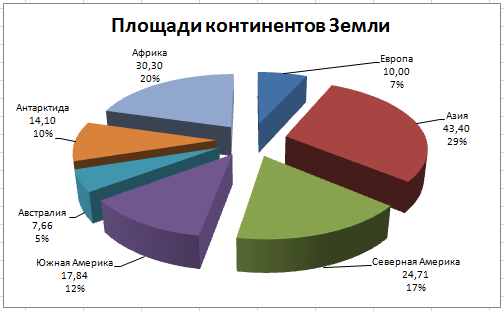 Площади континентов Земли
Европа
10,00
7%
Азия
43,40
29%
Северная Америка
24,71
17%
Южная Америка
17,84
12%
Австралия
7,66
5%
Антарктида
14,10
10%
Африка
30,30
20%